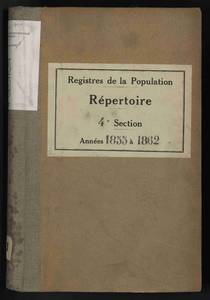 Registres de la Population
Répertoire
4e Section
Années 1855 à 1862